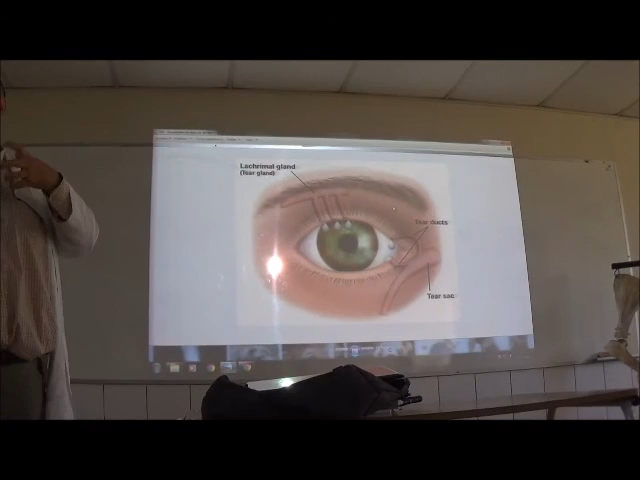 Lachrimal gland
(Tear gland)
Tear ducts
Tear sac